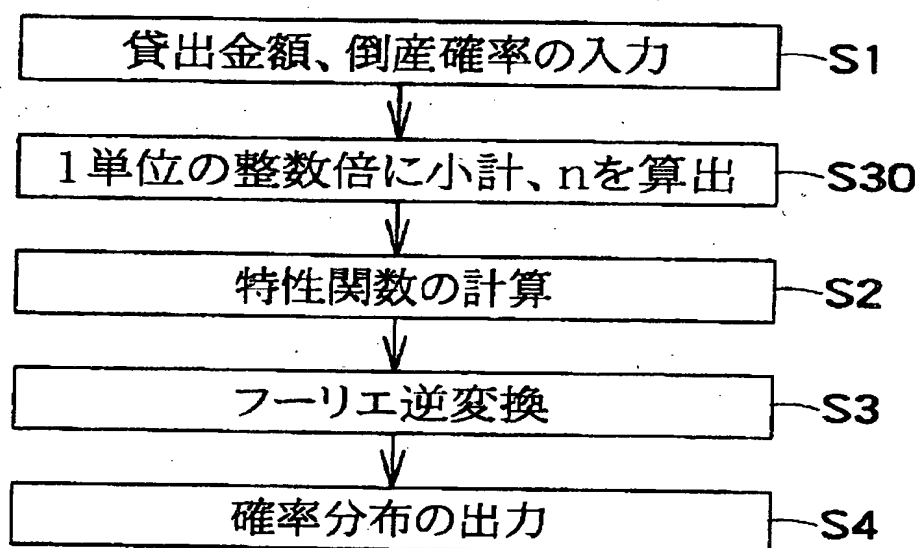 貸出金額、倒産確率の入力 S1
1単位の整数倍に小計、nを算出 S30
特性関数の計算 S2
フーリエ逆変換 S3
確率分布の出力 S4